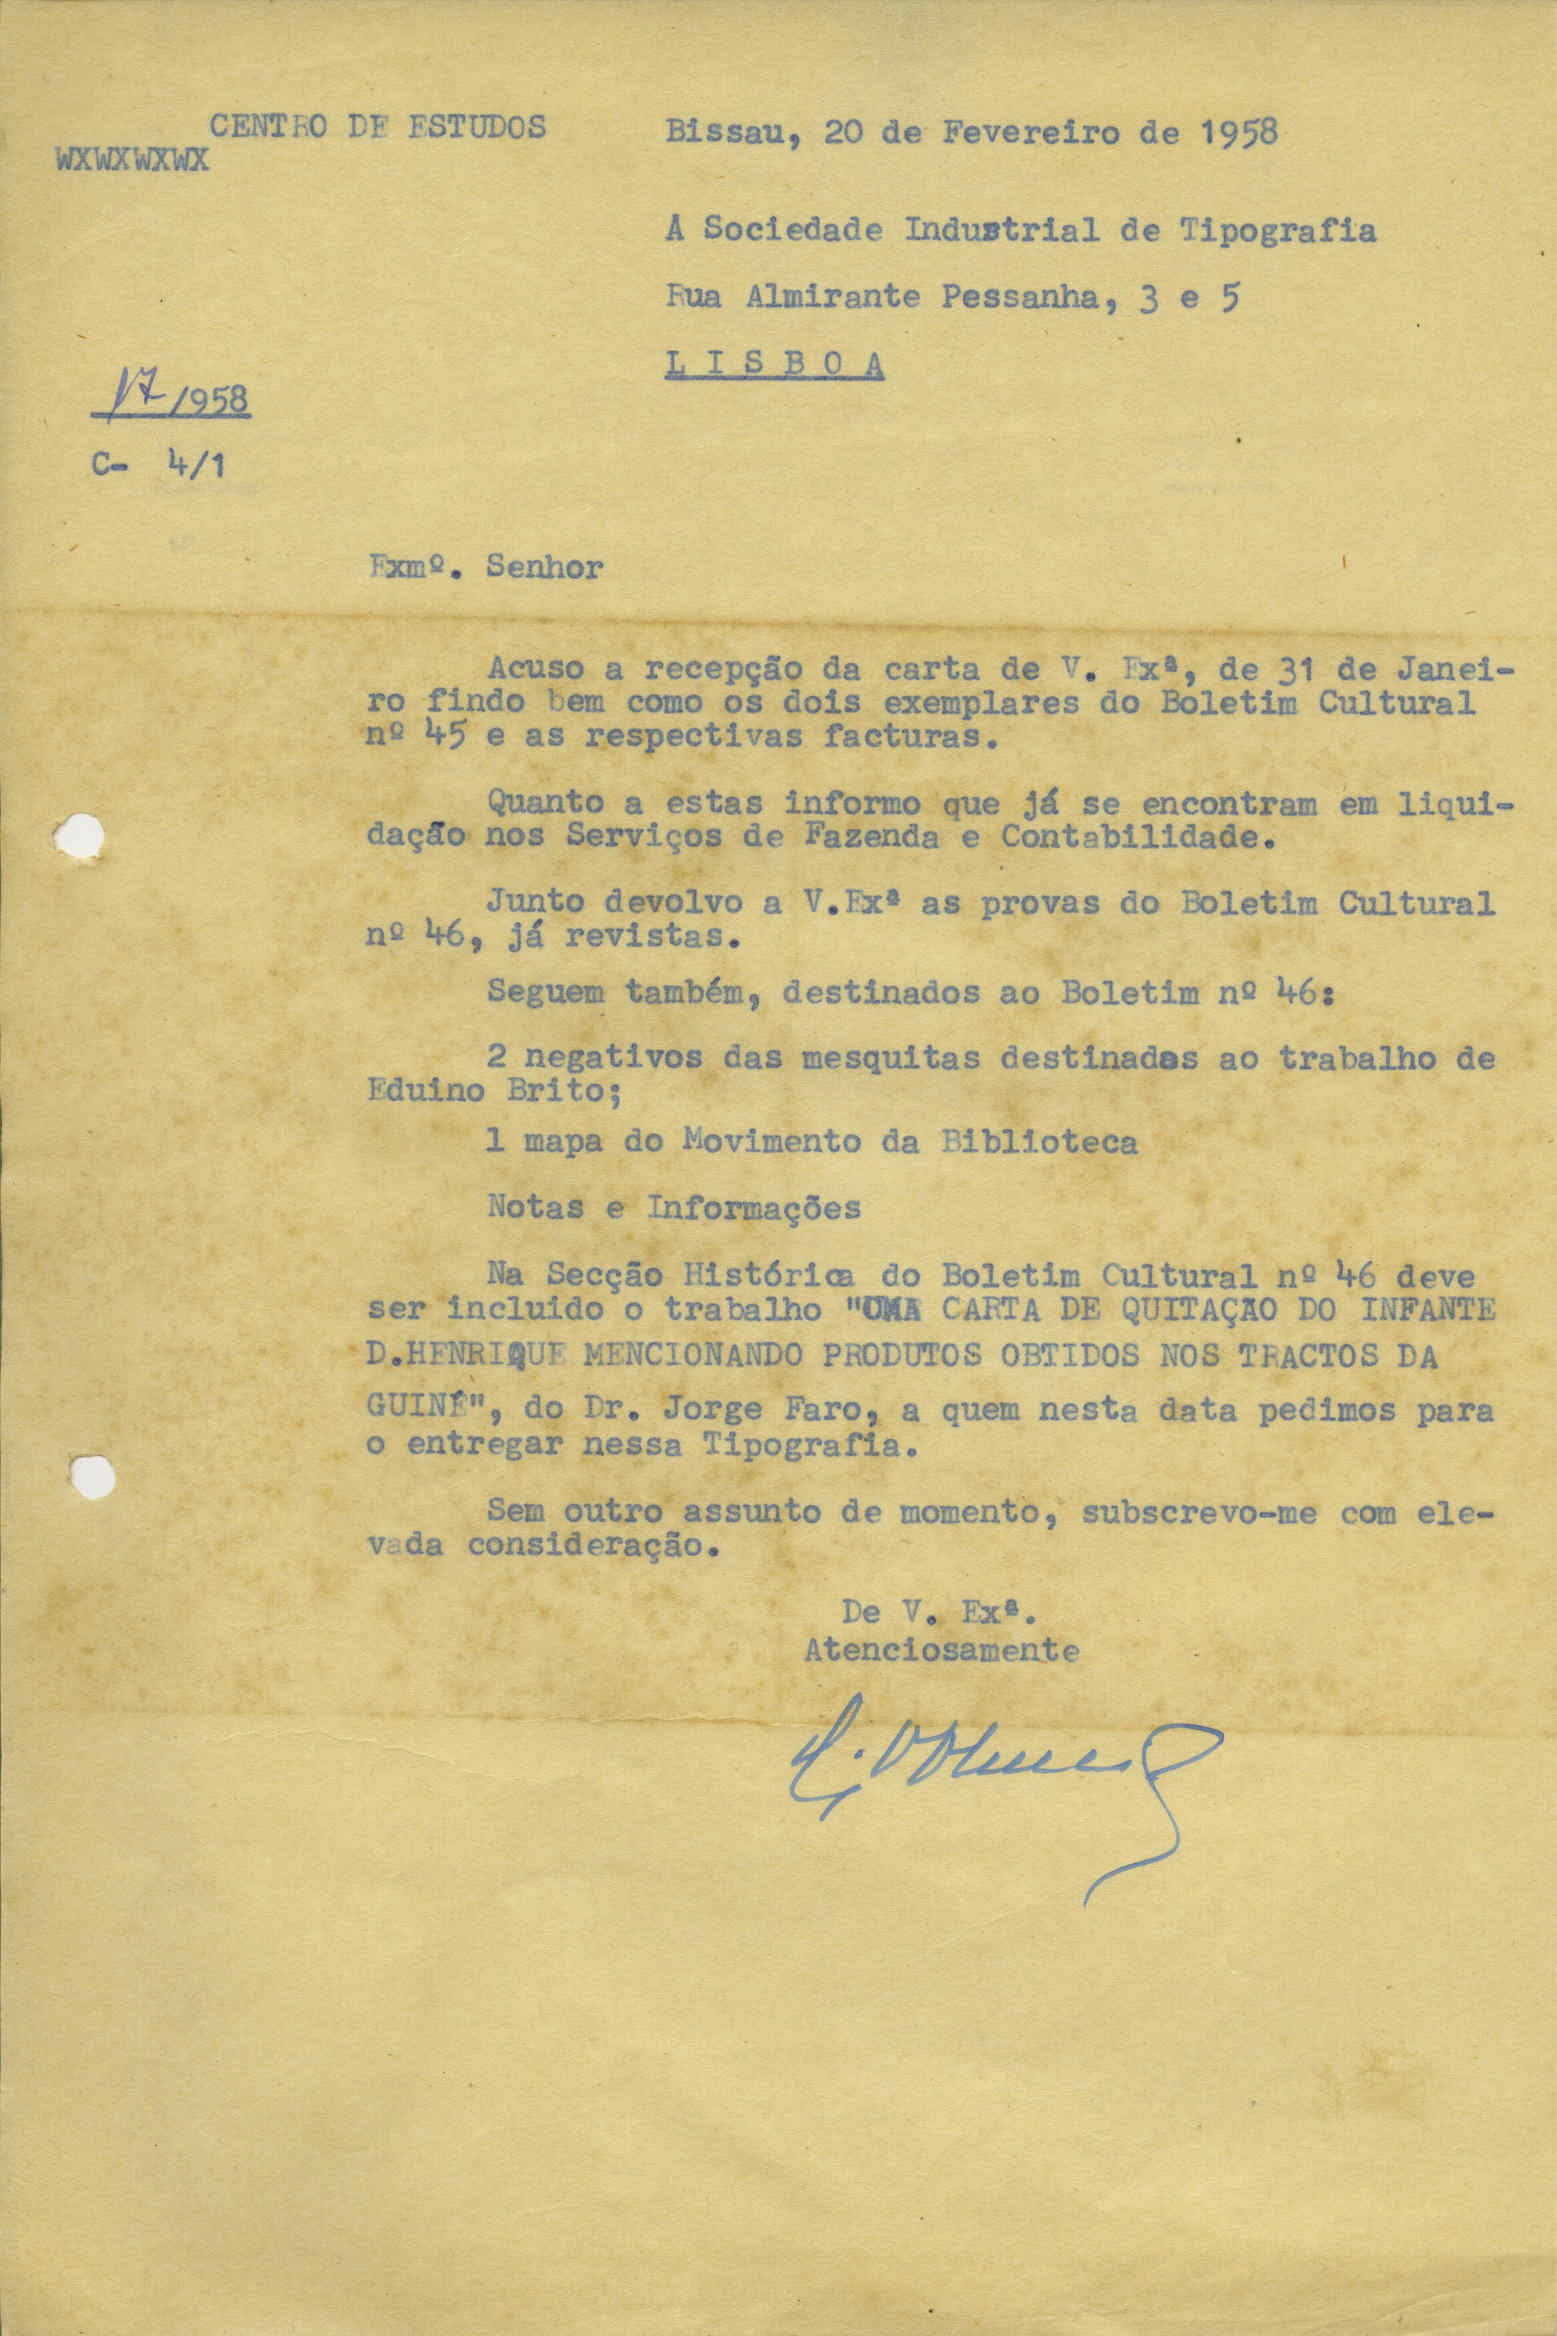 CENTRO DE ESTUDOS
WXWXWXWX
Bissau, 20 de Fevereiro de 1958
A Sociedade Industrial de Tipografia
Rua Almirante Pessanha, 3 e 5
L I S B O A
17/1958
C- 4/1
Exmº. Senhor
Acuso a recepção da carta de V. Exª, de 31 de Janei-
ro findo bem como os dois exemplares do Boletim Cultural
nº 45 e as respectivas facturas.
Quanto a estas informo que já se encontram em liqui-
dação nos Serviços de Fazenda e Contabilidade.
Junto devolvo a V.Exª as provas do Boletim Cultural
nº 46, já revistas.
Seguem também, destinados ao Boletim nº 46:
2 negativos das mesquitas destinados ao trabalho de
Eduino Brito;
1 mapa do Movimento da Biblioteca
Notas e Informações
Na Secção Histórica do Boletim Cultural nº 46 deve
ser incluido o trabalho "UMA CARTA DE QUITAÇÃO DO INFANTE
D.HENRIQUE MENCIONANDO PRODUTOS OBTIDOS NOS TRACTOS DA
GUINÉ", do Dr. Jorge Faro, a quem nesta data pedimos para
o entregar nessa Tipografia.
Sem outro assunto de momento, subscrevo-me com ele-
vada consideração.
De V. Exª.
Atenciosamente